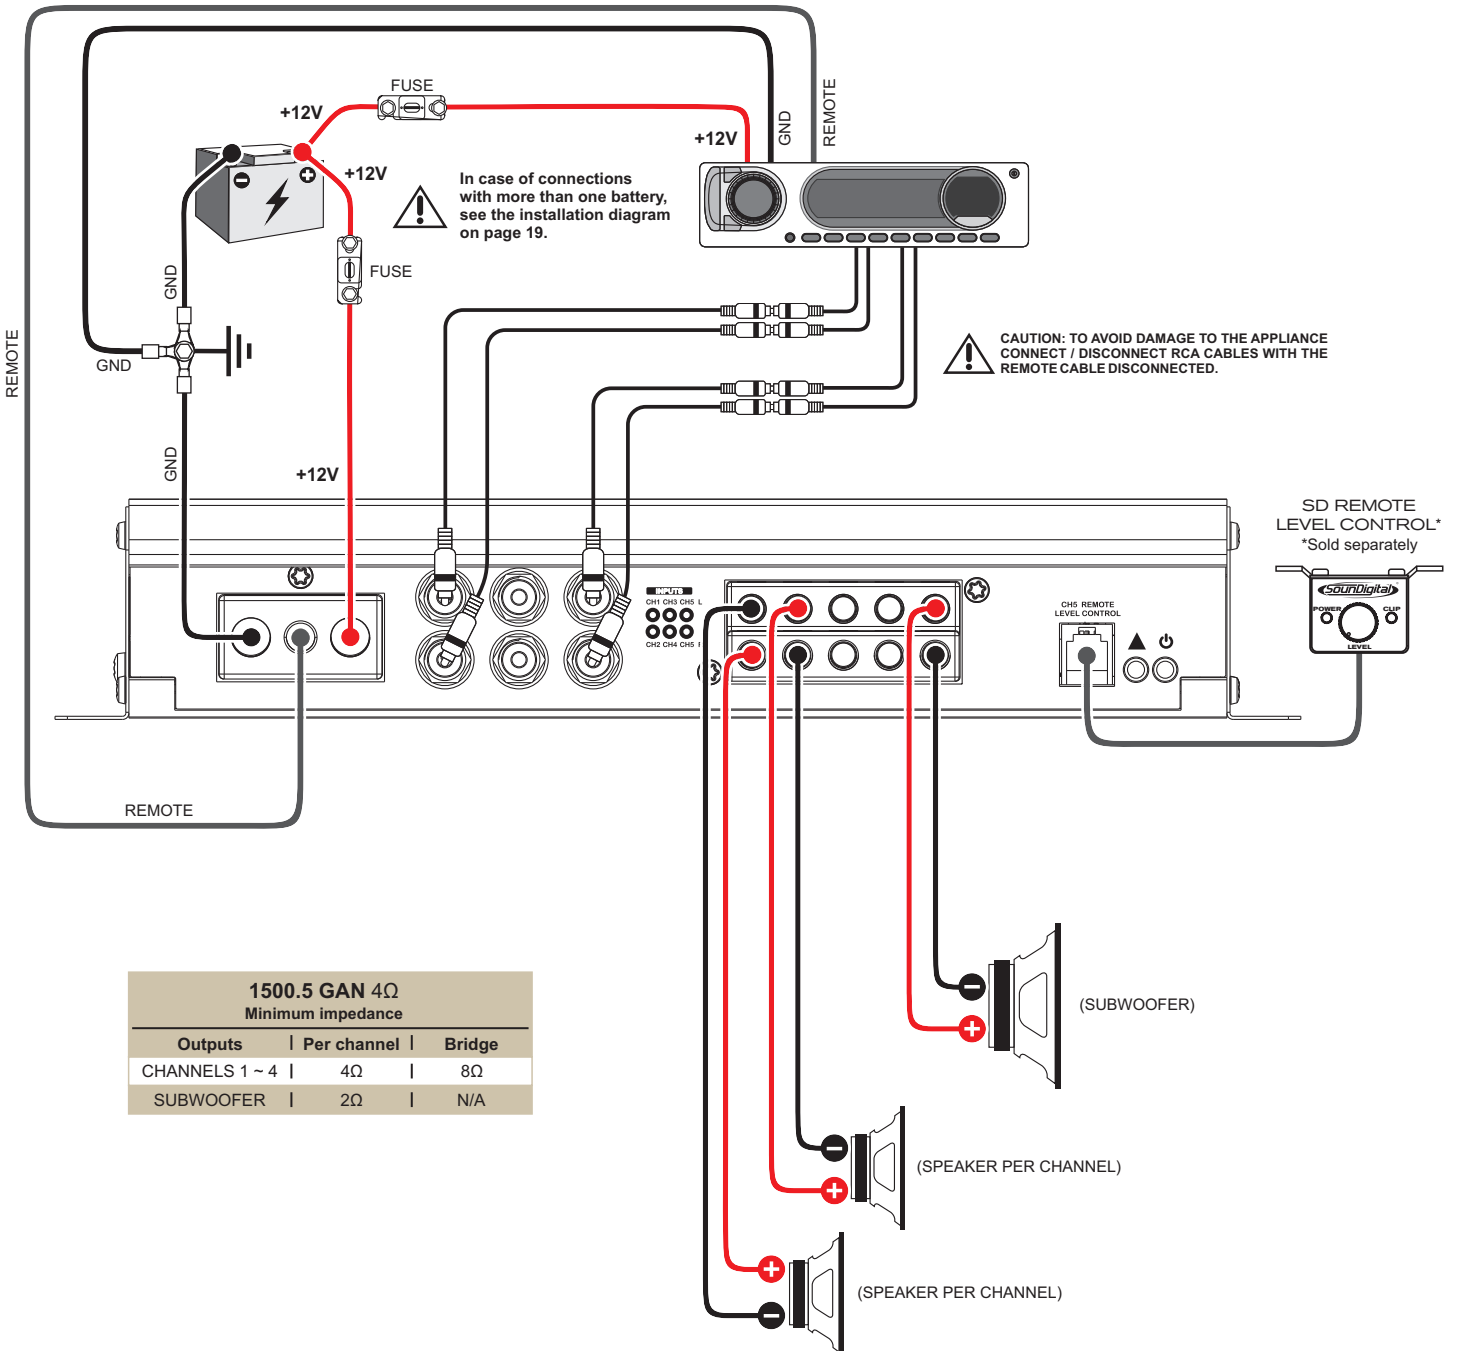 FUSE
+12V
+12V
GND
REMOTE
+12V
In case of connections
with more than one battery,
see the installation diagram
on page 19.
GND
FUSE
REMOTE
GND
CAUTION: TO AVOID DAMAGE TO THE APPLIANCE
CONNECT / DISCONNECT RCA CABLES WITH THE
REMOTE CABLE DISCONNECTED.
GND
+12V
SD REMOTE
LEVEL CONTROL*
*Sold separately
SOUNDIGITAL
POWER
CLIP
LEVEL
INPUTS
CH1 CH3 CH5 L
CH2 CH4 CH5
CH5 REMOTE
LEVEL CONTROL
REMOTE
1500.5 GAN 4Ω
Minimum impedance
Outputs | Per channel | Bridge
CHANNELS 1 ~ 4 | 4Ω | 8Ω
SUBWOOFER | 2Ω | N/A
(SUBWOOFER)
(SPEAKER PER CHANNEL)
(SPEAKER PER CHANNEL)